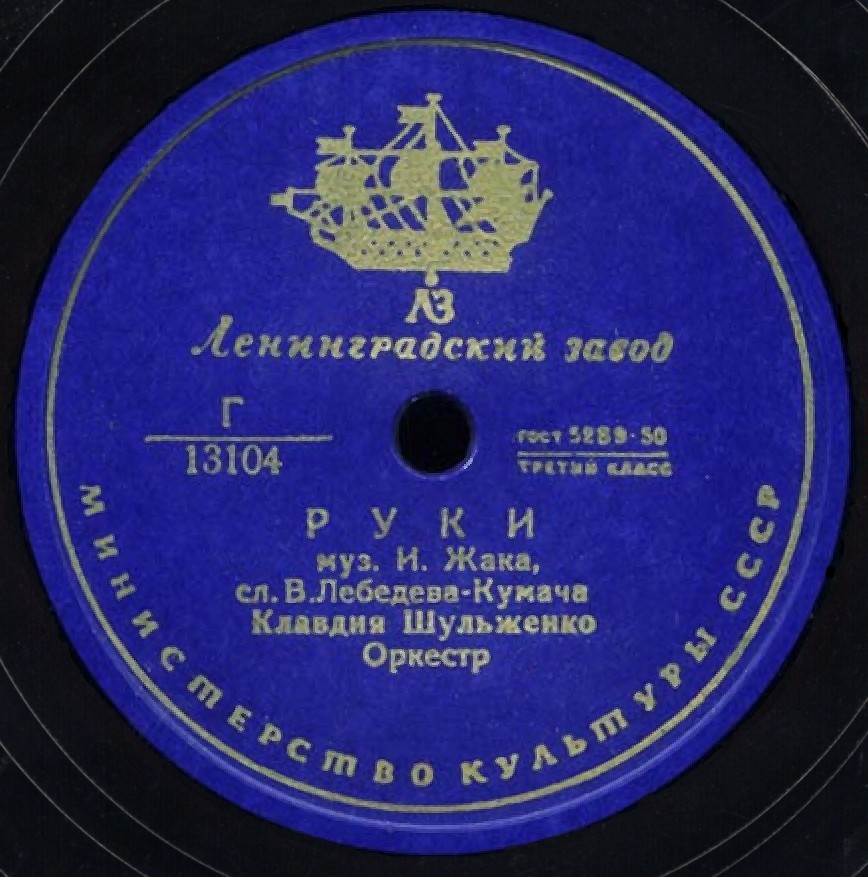 ЛЗ
Ленинградский завод
Г
13104
ГОСТ 5289-50
ТРЕТИЙ КЛАСС
РУКИ
муз. И. Жака,
сл. В.Лебедева-Кумача
Клавдия Шульженко
Оркестр
МИНИСТЕРСТВО КУЛЬТУРЫ СССР